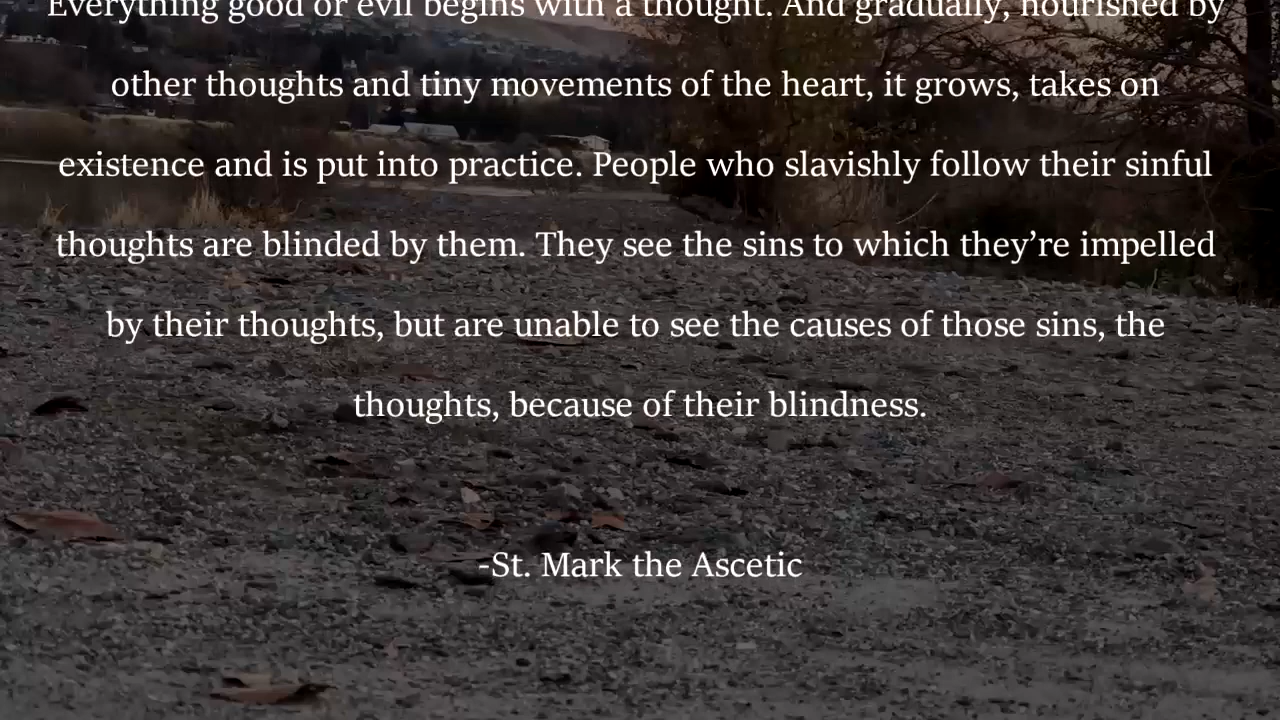 Everything good or evil begins with a thought. And gradually, nourished by
other thoughts and tiny movements of the heart, it grows, takes on
existence and is put into practice. People who slavishly follow their sinful
thoughts are blinded by them. They see the sins to which they’re impelled
by their thoughts, but are unable to see the causes of those sins, the
thoughts, because of their blindness.
-St. Mark the Ascetic